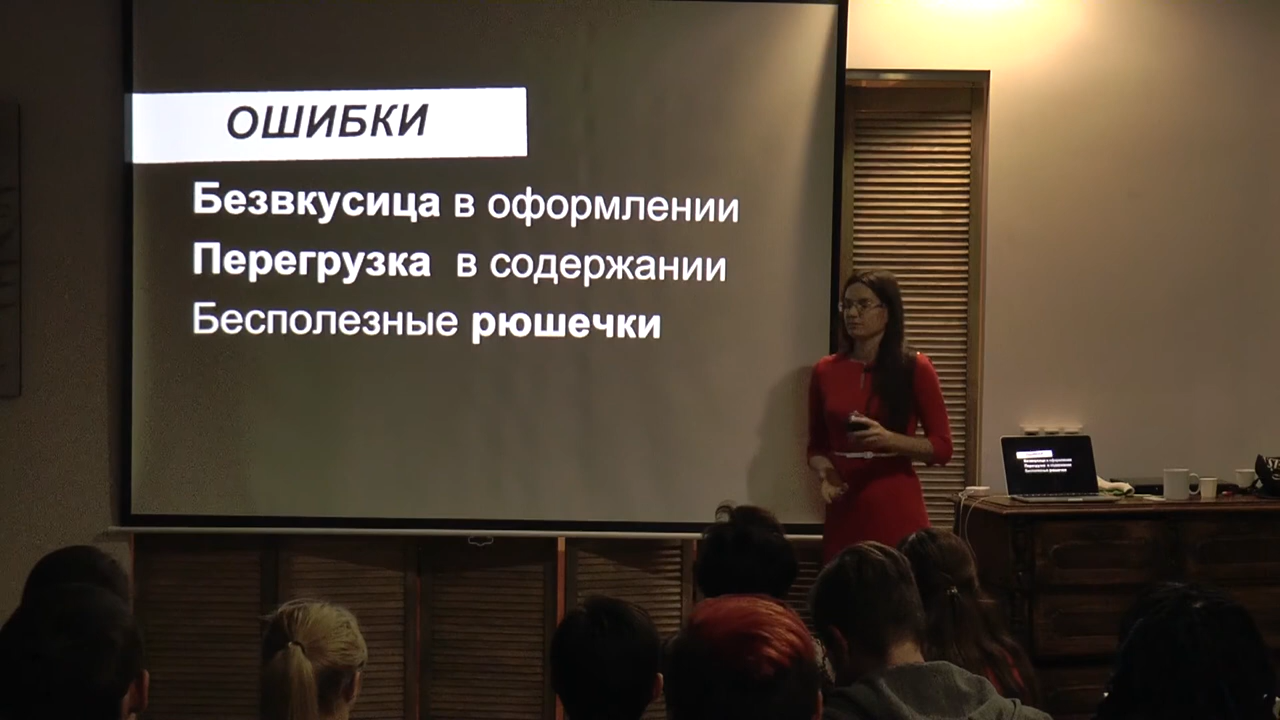 ОШИБКИ
Безвкусица в оформлении
Перегрузка в содержании
Бесполезные рюшечки